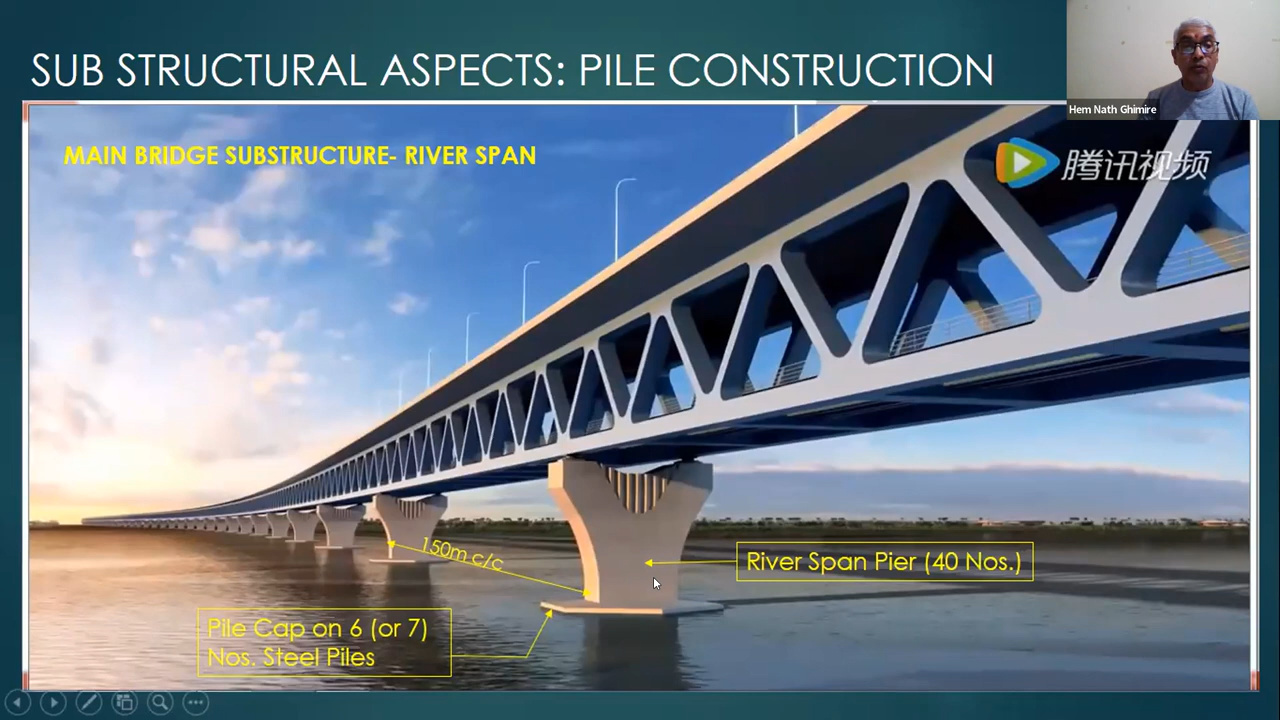 SUB STRUCTURAL ASPECTS: PILE CONSTRUCTION
Hem Nath Ghimire
MAIN BRIDGE SUBSTRUCTURE- RIVER SPAN
腾讯视频
150m c/c
River Span Pier (40 Nos.)
Pile Cap on 6 (or 7)
Nos. Steel Piles